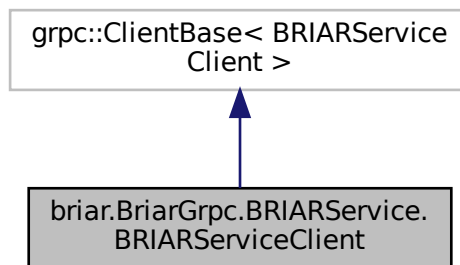 grpc::ClientBase< BRIARService
Client >
briar.BriarGrpc.BRIARService.
BRIARServiceClient